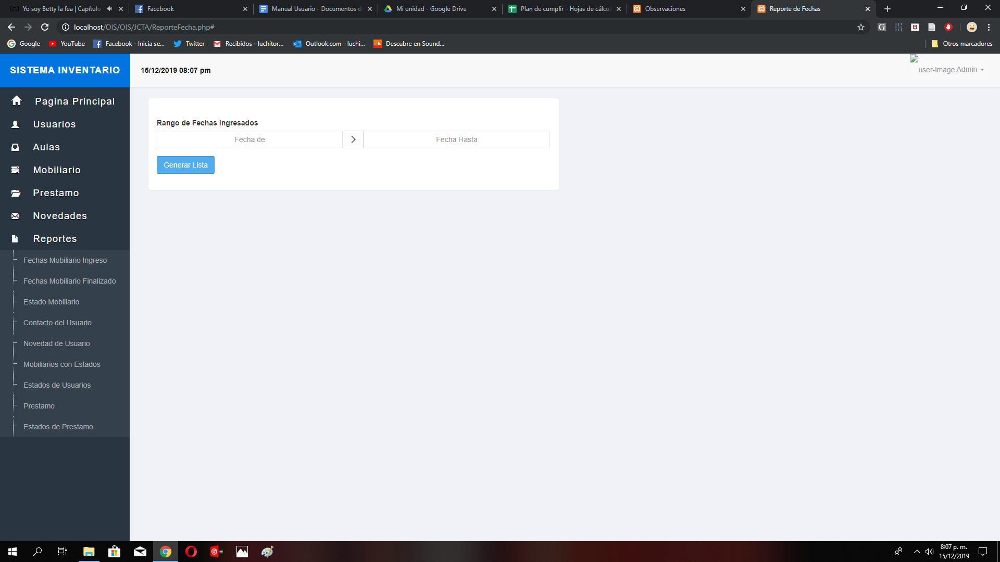 Yo soy Betty la fea | Capítulo
Facebook
Manual Usuario - Documentos de
Mi unidad - Google Drive
Plan de cumplir - Hojas de cálcul
Observaciones
Reporte de Fechas
localhost/OIS/OIS/JCTA/ReporteFecha.php#
Google
YouTube
Facebook - Inicia se...
Twitter
Recibidos - luchitor...
Outlook.com - luchi...
Descubre en Sound...
Otros marcadores
SISTEMA INVENTARIO
15/12/2019 08:07 pm
user-image Admin
Pagina Principal
Usuarios
Aulas
Mobiliario
Prestamo
Novedades
Reportes
Fechas Mobiliario Ingreso
Fechas Mobiliario Finalizado
Estado Mobiliario
Contacto del Usuario
Novedad de Usuario
Mobiliarios con Estados
Estados de Usuarios
Prestamo
Estados de Prestamo
Rango de Fechas Ingresados
Fecha de
Fecha Hasta
Generar Lista
8:07 p. m.
15/12/2019